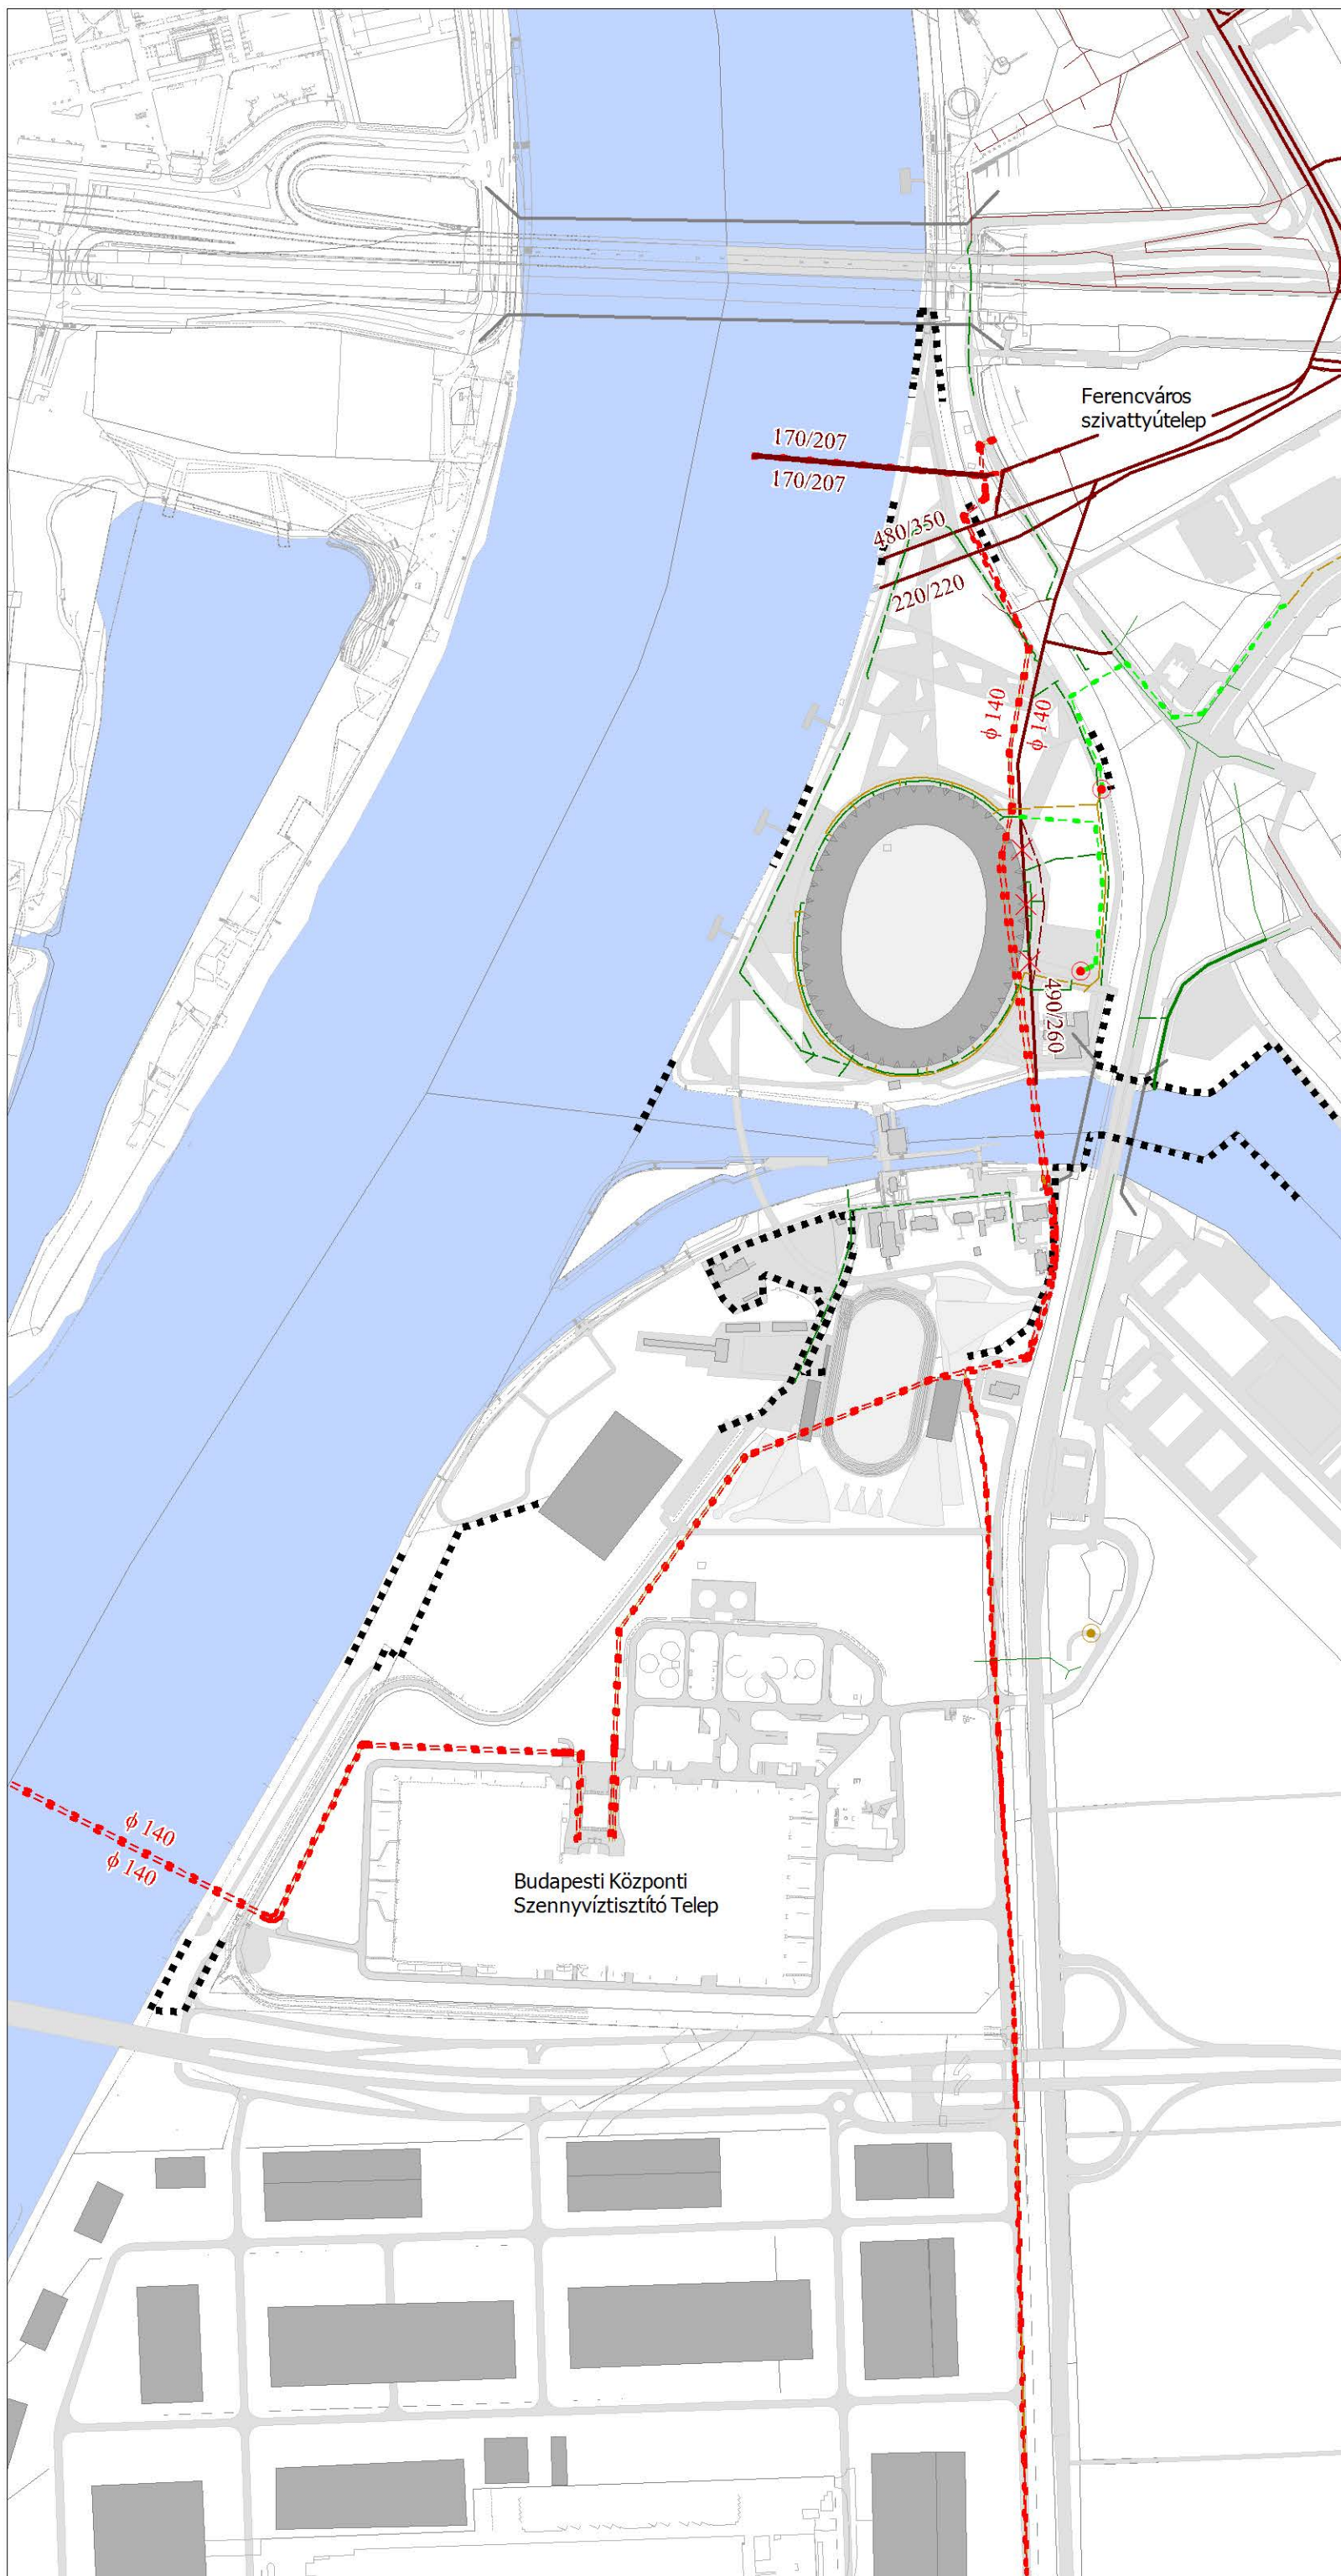 Ferencváros
szivattyútelep
170/207
170/207
480/350
220/220
ϕ 140
ϕ 140
490/260
ϕ 140
ϕ 140
Budapesti Központi
Szennyvíztisztító Telep